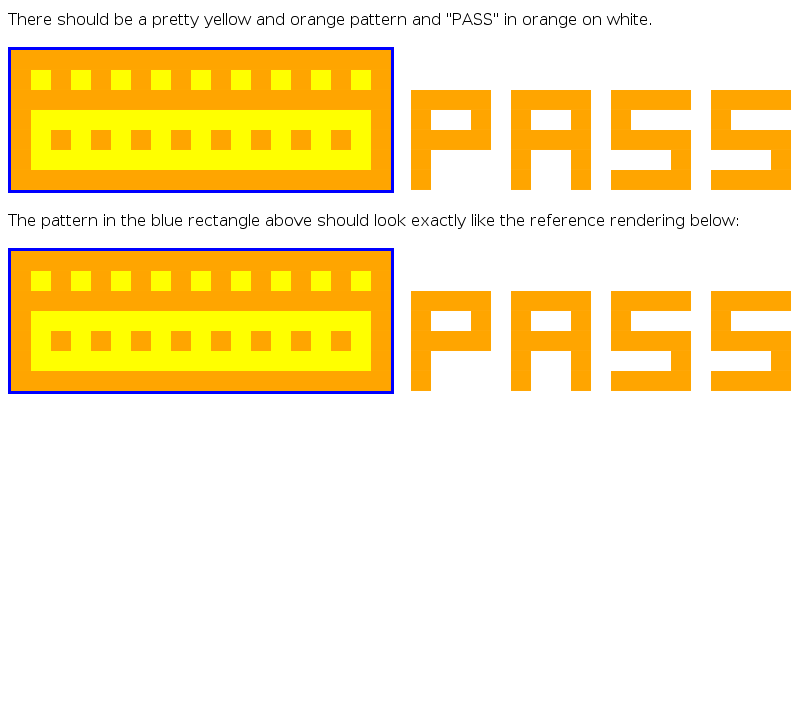 There should be a pretty yellow and orange pattern and "PASS" in orange on white.
PASS
The pattern in the blue rectangle above should look exactly like the reference rendering below:
PASS